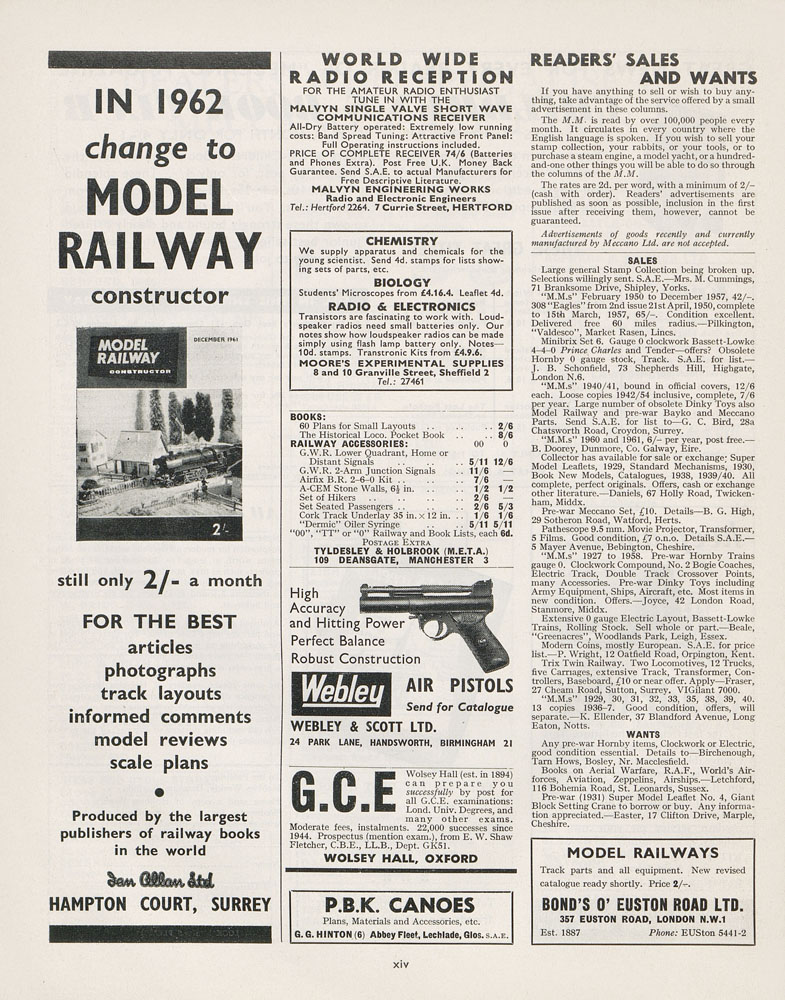 IN 1962
change to
MODEL
RAILWAY
constructor
MODEL
RAILWAY
CONSTRUCTOR
DECEMBER 1961
2/-
still only 2/- a month
FOR THE BEST
articles
photographs
track layouts
informed comments
model reviews
scale plans
Produced by the largest
publishers of railway books
in the world
Ian Allan Ltd
HAMPTON COURT, SURREY
WORLD WIDE
RADIO RECEPTION
FOR THE AMATEUR RADIO ENTHUSIAST
TUNE IN WITH THE
MALVYN SINGLE VALVE SHORT WAVE
COMMUNICATIONS RECEIVER
All-Dry Battery operated: Extremely low running
costs: Band Spread Tuning: Attractive Front Panel:
Full Operating instructions included.
PRICE OF COMPLETE RECEIVER 74/6 (Batteries
and Phones Extra). Post Free U.K. Money Back
Guarantee. Send S.A.E. to actual Manufacturers for
Free Descriptive Literature.
MALVYN ENGINEERING WORKS
Radio and Electronic Engineers
Tel.: Hertford 2264. 7 Currie Street, HERTFORD
CHEMISTRY
We supply apparatus and chemicals for the
young scientist. Send 4d. stamps for lists show-
ing sets of parts, etc.
BIOLOGY
Students' Microscopes from £4.16.4. Leaflet 4d.
RADIO & ELECTRONICS
Transistors are fascinating to work with. Loud-
speaker radios need small batteries only. Our
notes show how loudspeaker radios can be made
simply using flash lamp battery only. Notes—
10d. stamps. Transtronic Kits from £4.9.6.
MOORE'S EXPERIMENTAL SUPPLIES
8 and 10 Granville Street, Sheffield 2
Tel.: 27461
BOOKS:
60 Plans for Small Layouts .. .. .. 2/6
The Historical Loco. Pocket Book .. .. 8/6
RAILWAY ACCESSORIES: 00 0
G.W.R. Lower Quadrant, Home or
Distant Signals .. .. .. 5/11 12/6
G.W.R. 2-Arm Junction Signals .. 11/6 —
Airfix B.R. 2-6-0 Kit .. .. .. 7/6 —
A-CEM Stone Walls, 6½ in. .. .. 1/2 1/2
Set of Hikers .. .. .. .. 2/6 —
Set Seated Passengers .. .. .. 2/6 5/3
Cork Track Underlay 35 in. × 12 in. .. 1/6 1/6
"Dermic" Oiler Syringe .. .. 5/11 5/11
"00", "TT" or "0" Railway and Book Lists, each 6d.
POSTAGE EXTRA
TYLDESLEY & HOLBROOK (M.E.T.A.)
109 DEANSGATE, MANCHESTER 3
High
Accuracy
and Hitting Power
Perfect Balance
Robust Construction
Webley AIR PISTOLS
Send for Catalogue
WEBLEY & SCOTT LTD.
24 PARK LANE, HANDSWORTH, BIRMINGHAM 21
G.C.E
Wolsey Hall (est. in 1894)
can prepare you
successfully by post for
all G.C.E. examinations:
Lond. Univ. Degrees, and
many other exams.
Moderate fees, instalments. 22,000 successes since
1944. Prospectus (mention exam.), from E. W. Shaw
Fletcher, C.B.E., LL.B., Dept. GK51.
WOLSEY HALL, OXFORD
P.B.K. CANOES
Plans, Materials and Accessories, etc.
G. G. HINTON (6) Abbey Fleet, Lechlade, Glos. S.A.E.
READERS' SALES
AND WANTS
If you have anything to sell or wish to buy any-
thing, take advantage of the service offered by a small
advertisement in these columns.
The M.M. is read by over 100,000 people every
month. It circulates in every country where the
English language is spoken. If you wish to sell your
stamp collection, your rabbits, or your tools, or to
purchase a steam engine, a model yacht, or a hundred-
and-one other things you will be able to do so through
the columns of the M.M.
The rates are 2d. per word, with a minimum of 2/-
(cash with order). Readers' advertisements are
published as soon as possible, inclusion in the first
issue after receiving them, however, cannot be
guaranteed.
Advertisements of goods recently and currently
manufactured by Meccano Ltd. are not accepted.
SALES
Large general Stamp Collection being broken up.
Selections willingly sent. S.A.E.—Mrs. M. Cummings,
71 Branksome Drive, Shipley, Yorks.
"M.Ms" February 1950 to December 1957, 42/-.
308 "Eagles" from 2nd issue 21st April, 1950, complete
to 15th March, 1957, 65/-. Condition excellent.
Delivered free 60 miles radius.—Pilkington,
"Valdesco", Market Rasen, Lincs.
Minibrix Set 6. Gauge 0 clockwork Bassett-Lowke
4-4-0 Prince Charles and Tender—offers? Obsolete
Hornby 0 gauge stock, Track. S.A.E. for list.—
J. B. Schonfield, 73 Shepherds Hill, Highgate,
London N.6.
"M.Ms" 1940/41, bound in official covers, 12/6
each. Loose copies 1942/54 inclusive, complete, 7/6
per year. Large number of obsolete Dinky Toys also
Model Railway and pre-war Bayko and Meccano
Parts. Send S.A.E. for list to—G. C. Bird, 28a
Chatsworth Road, Croydon, Surrey.
"M.Ms" 1960 and 1961, 6/- per year, post free.—
B. Doorey, Dunmore, Co. Galway, Eire.
Collector has available for sale or exchange; Super
Model Leaflets, 1929, Standard Mechanisms, 1930,
Book New Models, Catalogues, 1938, 1939/40. All
complete, perfect originals. Offers, cash or exchange
other literature.—Daniels, 67 Holly Road, Twicken-
ham, Middx.
Pre-war Meccano Set, £10. Details—B. G. High,
29 Sotheron Road, Watford, Herts.
Pathescope 9.5 mm. Movie Projector, Transformer,
5 Films. Good condition, £7 o.n.o. Details S.A.E.—
5 Mayer Avenue, Bebington, Cheshire.
"M.Ms" 1927 to 1958. Pre-war Hornby Trains
gauge 0. Clockwork Compound, No. 2 Bogie Coaches,
Electric Track, Double Track Crossover Points,
many Accessories. Pre-war Dinky Toys including
Army Equipment, Ships, Aircraft, etc. Most items in
new condition. Offers.—Joyce, 42 London Road,
Stanmore, Middx.
Extensive 0 gauge Electric Layout, Bassett-Lowke
Trains, Rolling Stock. Sell whole or part.—Beale,
"Greenacres", Woodlands Park, Leigh, Essex.
Modern Coins, mostly European. S.A.E. for price
list.—P. Wright, 12 Oatfield Road, Orpington, Kent.
Trix Twin Railway. Two Locomotives, 12 Trucks,
five Carriages, extensive Track, Transformer, Con-
trollers, Baseboard, £10 or near offer. Apply—Fraser,
27 Cheam Road, Sutton, Surrey. VIGilant 7000.
"M.Ms" 1929, 30, 31, 32, 33, 35, 38, 39, 40.
13 copies 1936-7. Good condition, offers, will
separate.—K. Ellender, 37 Blandford Avenue, Long
Eaton, Notts.
WANTS
Any pre-war Hornby items, Clockwork or Electric,
good condition essential. Details to—Birchenough,
Tarn Hows, Bosley, Nr. Macclesfield.
Books on Aerial Warfare, R.A.F., World's Air-
forces, Aviation, Zeppelins, Airships.—Letchford,
116 Bohemia Road, St. Leonards, Sussex.
Pre-war (1931) Super Model Leaflet No. 4, Giant
Block Setting Crane to borrow or buy. Any informa-
tion appreciated.—Easter, 17 Clifton Drive, Marple,
Cheshire.
MODEL RAILWAYS
Track parts and all equipment. New revised
catalogue ready shortly. Price 2/-.
BOND'S O' EUSTON ROAD LTD.
357 EUSTON ROAD, LONDON N.W.1
Est. 1887 Phone: EUSton 5441-2
xiv